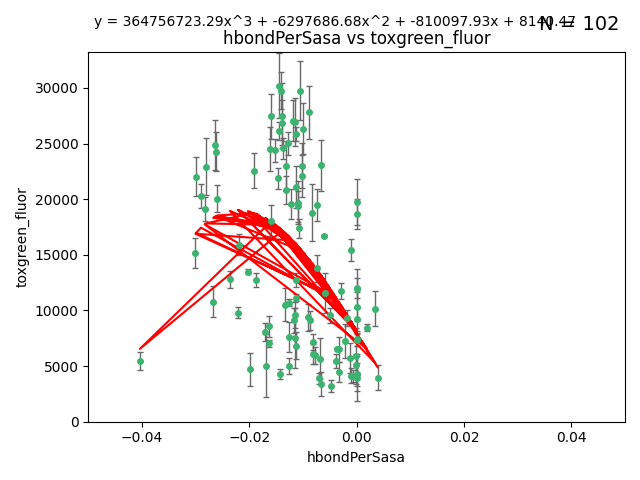 y = 364756723.29x^3 + -6297686.68x^2 + -810097.93x + 8140.47
N = 102
hbondPerSasa vs toxgreen_fluor
30000
25000
20000
15000
10000
5000
0
toxgreen_fluor
−0.04
−0.02
0.00
0.02
0.04
hbondPerSasa